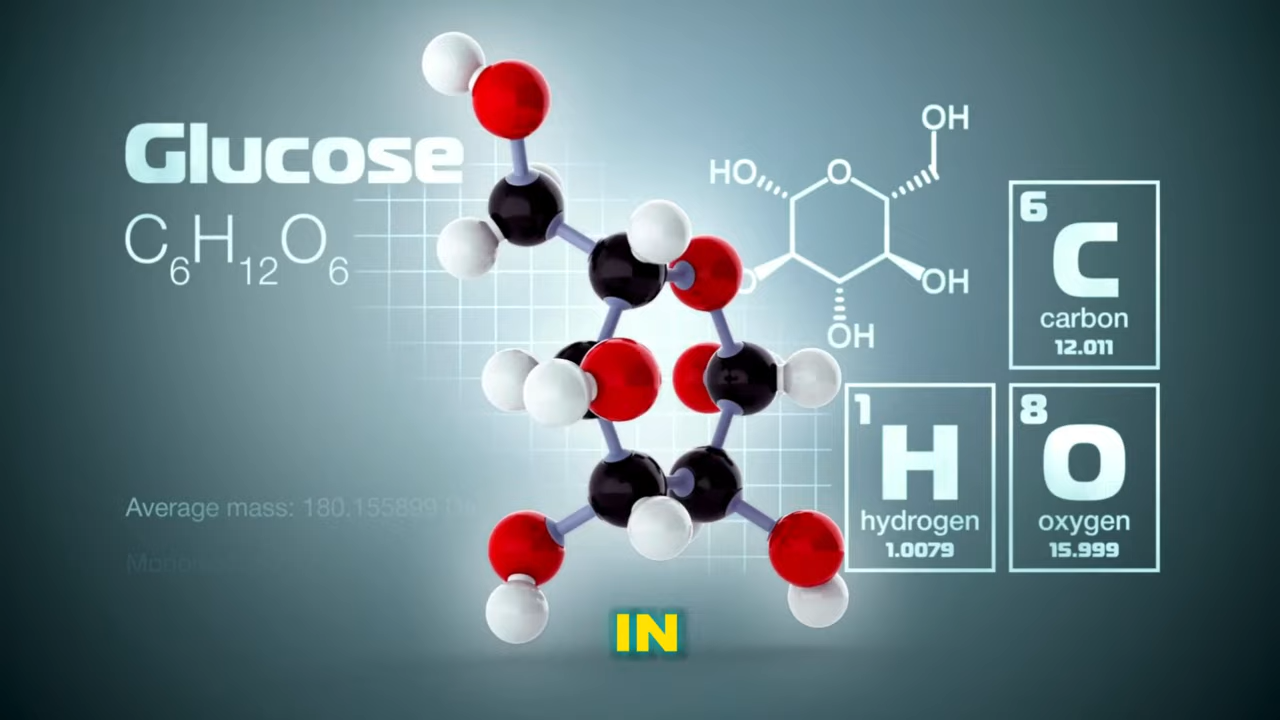 Glucose
C6H12O6
Average mass: 180.155899 Da
HO
O
OH
OH
OH
O
6
C
carbon
12.011
1
H
hydrogen
1.0079
8
O
oxygen
15.999
IN